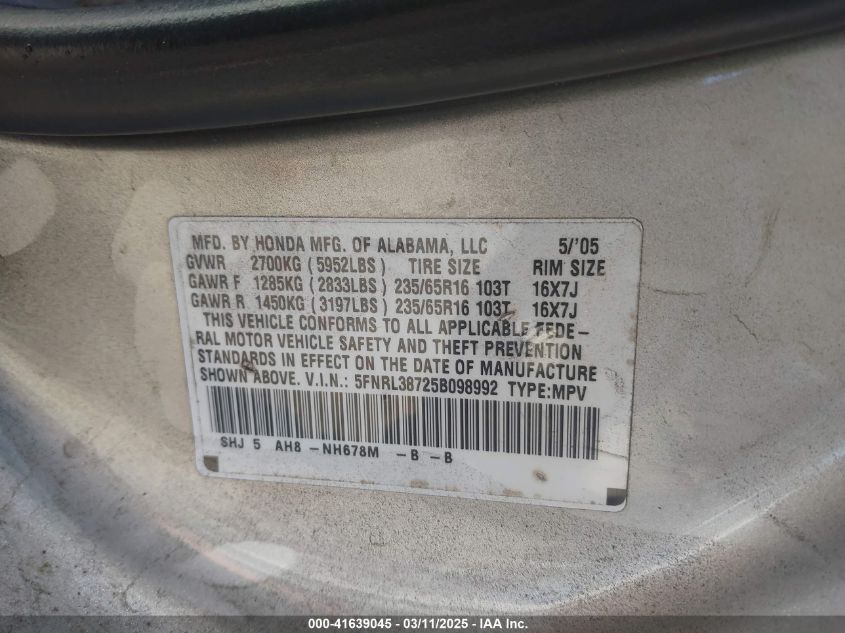 MFD. BY HONDA MFG. OF ALABAMA, LLC 5/'05
GVWR 2700KG (5952LBS) TIRE SIZE RIM SIZE
GAWR F 1285KG (2833LBS) 235/65R16 103T 16X7J
GAWR R 1450KG (3197LBS) 235/65R16 103T 16X7J
THIS VEHICLE CONFORMS TO ALL APPLICABLE FEDE-
RAL MOTOR VEHICLE SAFETY AND THEFT PREVENTION
STANDARDS IN EFFECT ON THE DATE OF MANUFACTURE
SHOWN ABOVE. V.I.N.: 5FNRL38725B098992 TYPE:MPV
SHJ 5 AH8 -NH678M -B -B
000-41639045 - 03/11/2025 - IAA Inc.